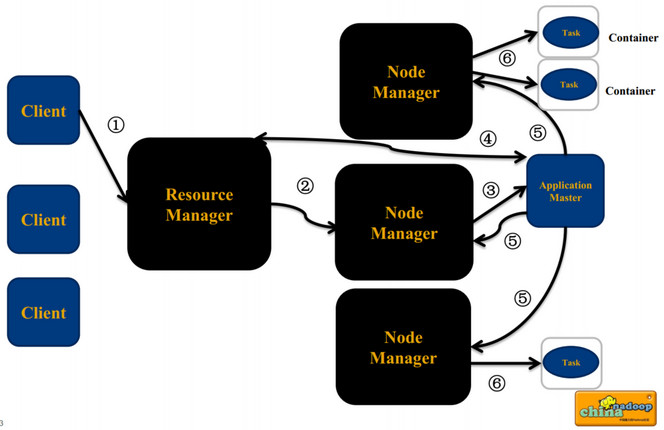 Task
⑥
Container
Node
Manager
Task
Container
Client
①
⑤
④
Resource
Manager
②
③
Application
Master
Client
Node
Manager
⑤
Client
⑤
Node
Manager
Task
⑥
china
hadoop
3